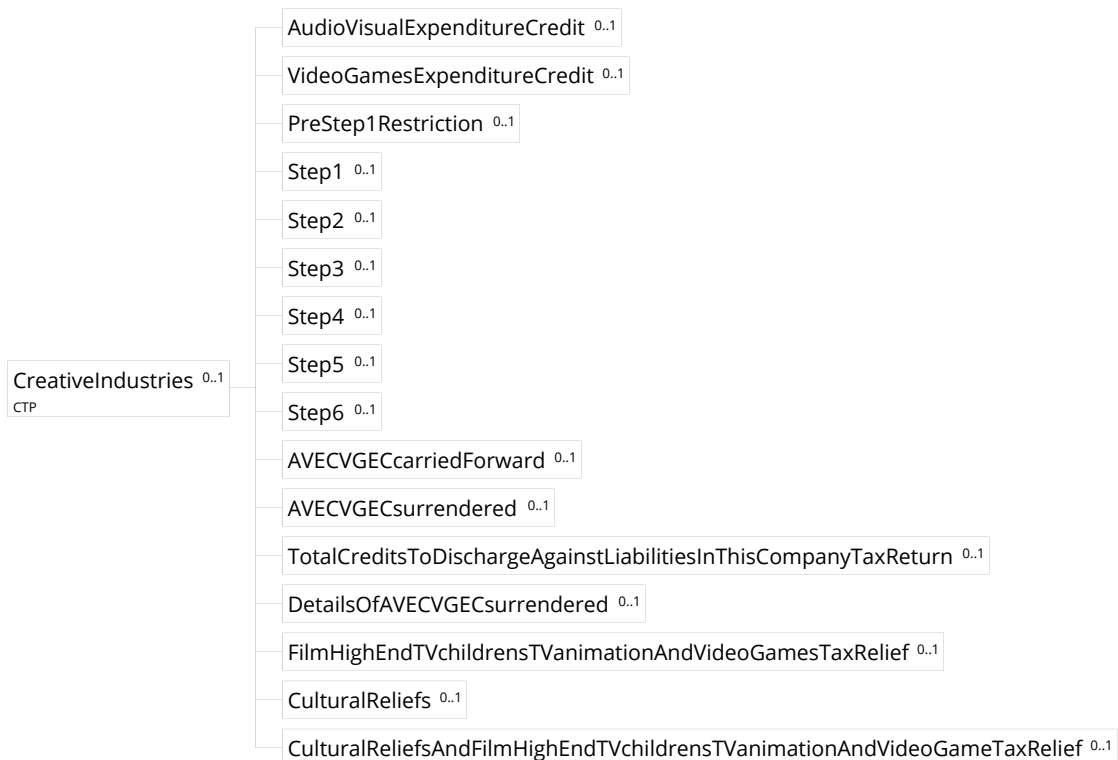 AudioVisualExpenditureCredit 0..1
VideoGamesExpenditureCredit 0..1
PreStep1Restriction 0..1
Step1 0..1
Step2 0..1
Step3 0..1
Step4 0..1
Step5 0..1
CreativeIndustries 0..1
CTP
Step6 0..1
AVECVGECcarriedForward 0..1
AVECVGECsurrendered 0..1
TotalCreditsToDischargeAgainstLiabilitiesInThisCompanyTaxReturn 0..1
DetailsOfAVECVGECsurrendered 0..1
FilmHighEndTVchildrensTVanimationAndVideoGamesTaxRelief 0..1
CulturalReliefs 0..1
CulturalReliefsAndFilmHighEndTVchildrensTVanimationAndVideoGameTaxRelief 0..1